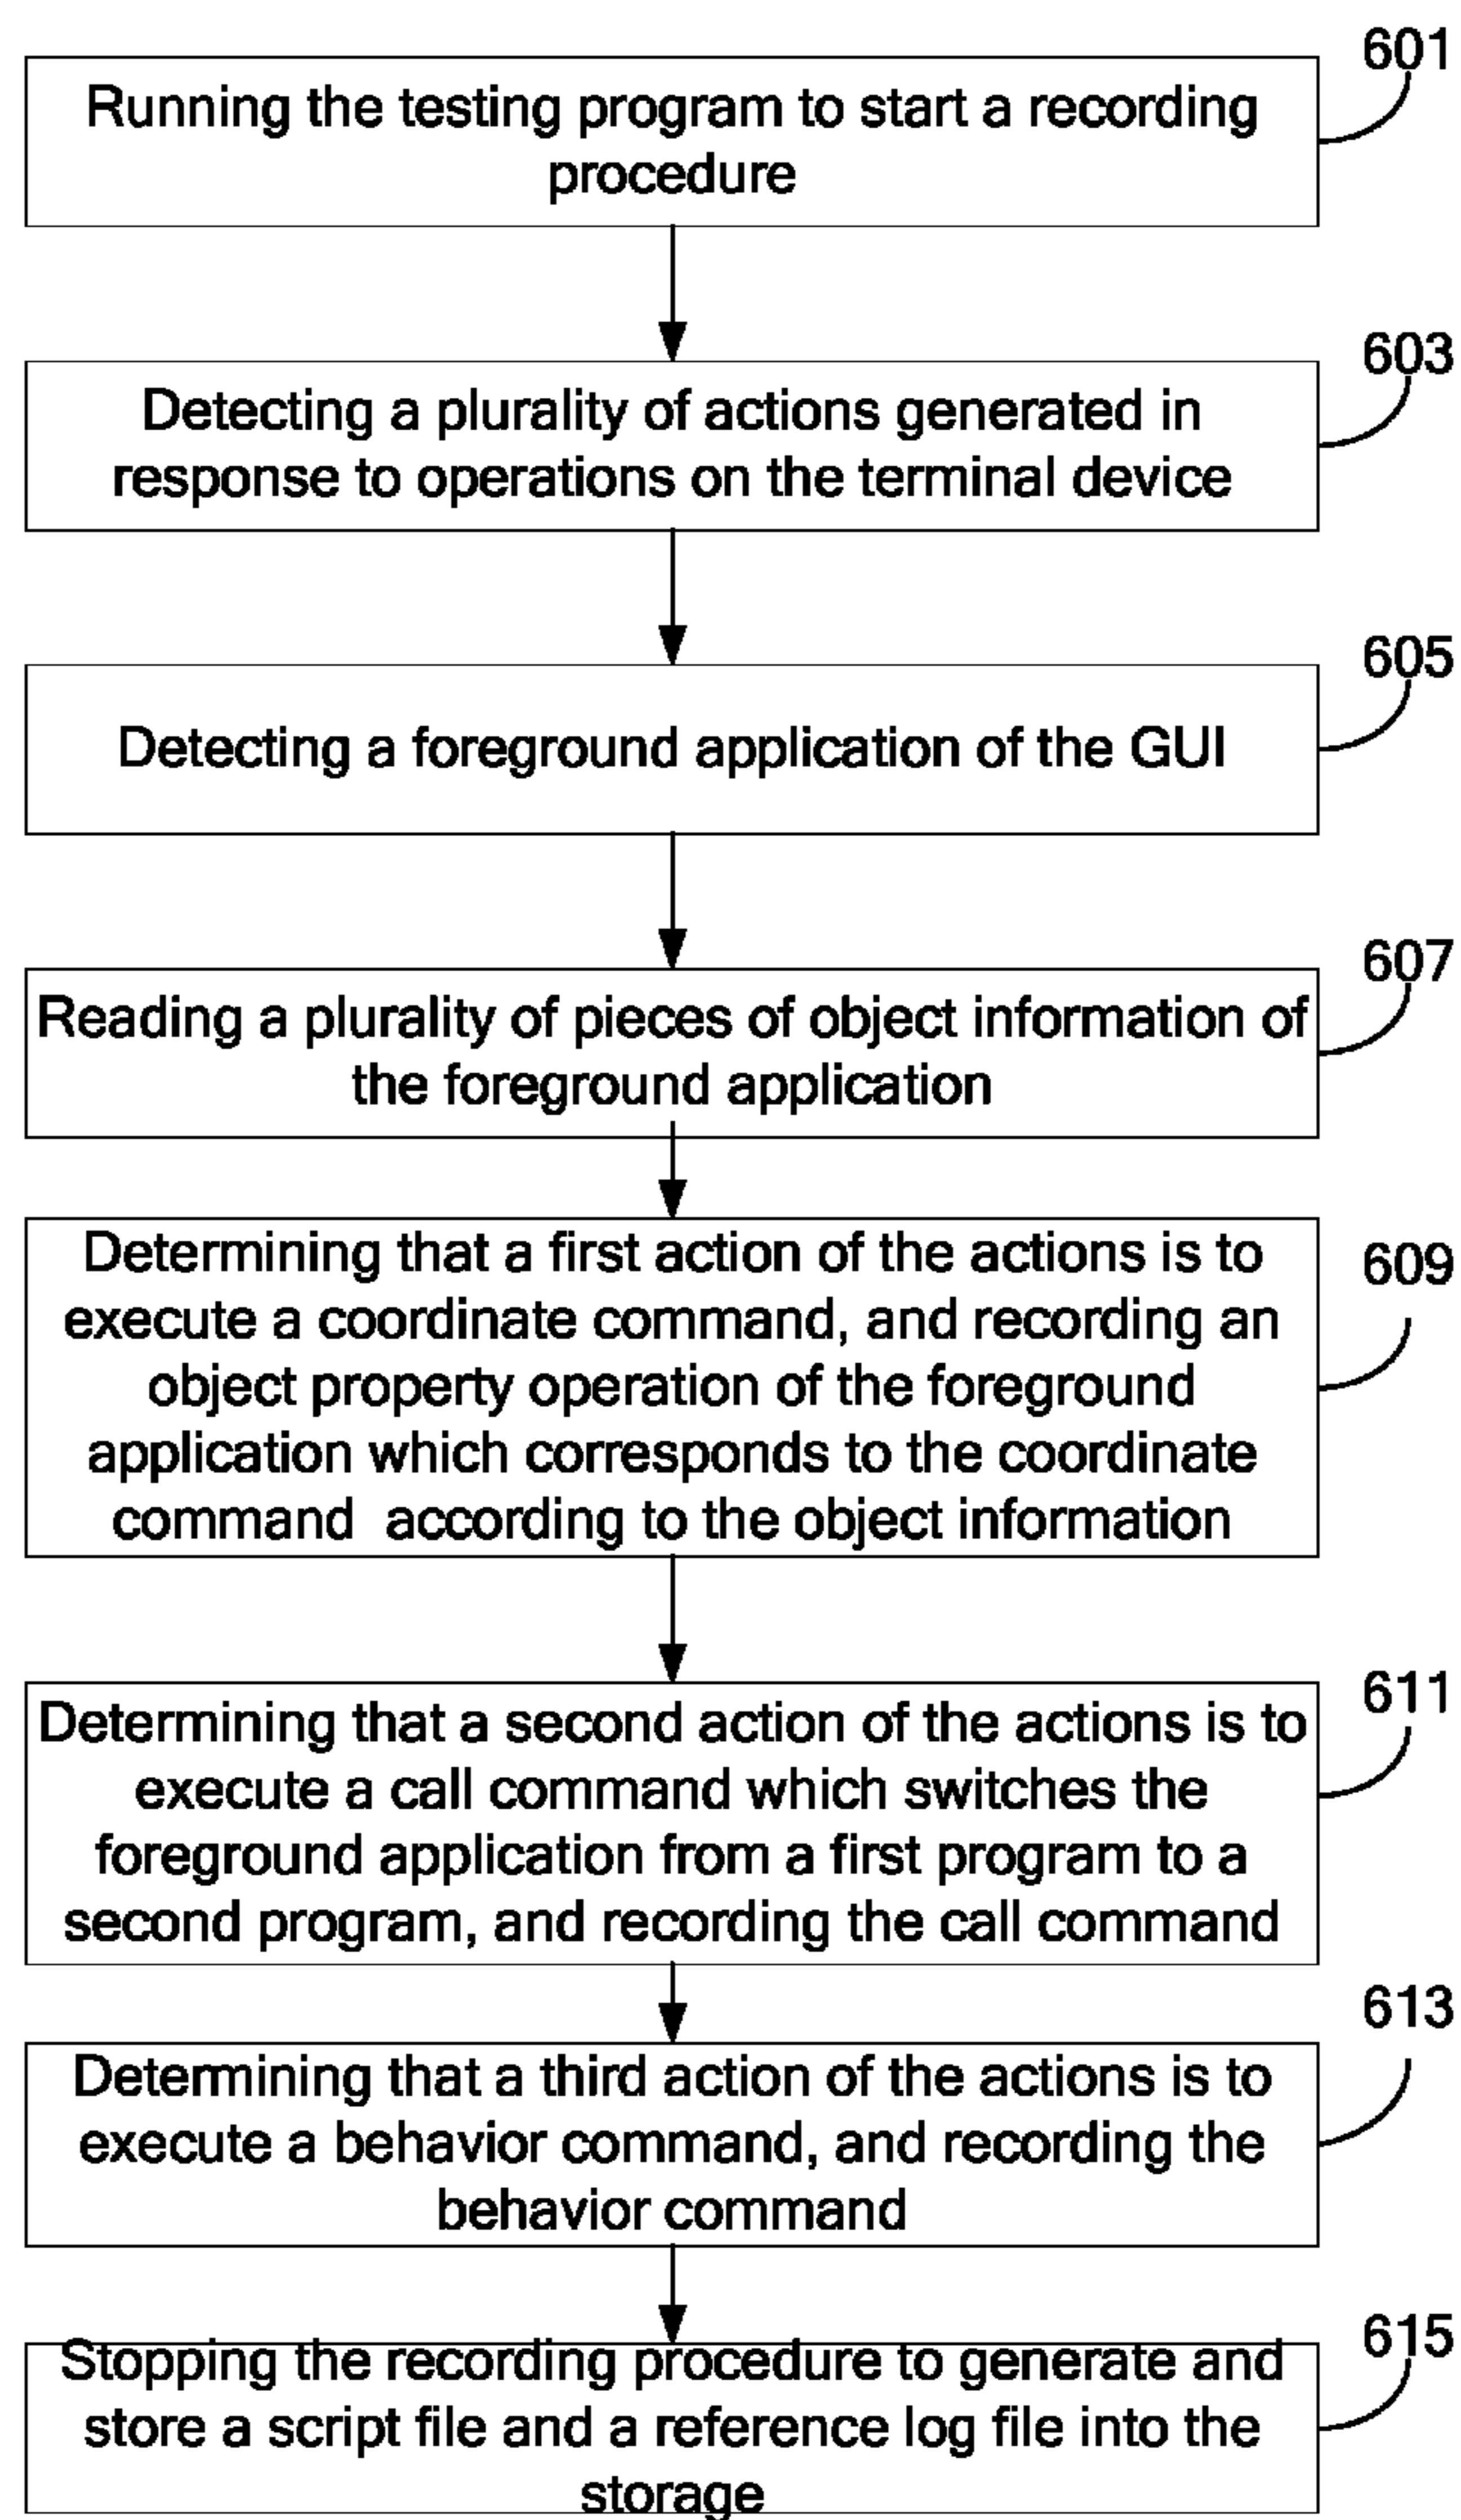 601
Running the testing program to start a recording
procedure
603
Detecting a plurality of actions generated in
response to operations on the terminal device
605
Detecting a foreground application of the GUI
607
Reading a plurality of pieces of object information of
the foreground application
609
Determining that a first action of the actions is to
execute a coordinate command, and recording an
object property operation of the foreground
application which corresponds to the coordinate
command according to the object information
611
Determining that a second action of the actions is to
execute a call command which switches the
foreground application from a first program to a
second program, and recording the call command
613
Determining that a third action of the actions is to
execute a behavior command, and recording the
behavior command
615
Stopping the recording procedure to generate and
store a script file and a reference log file into the
storage